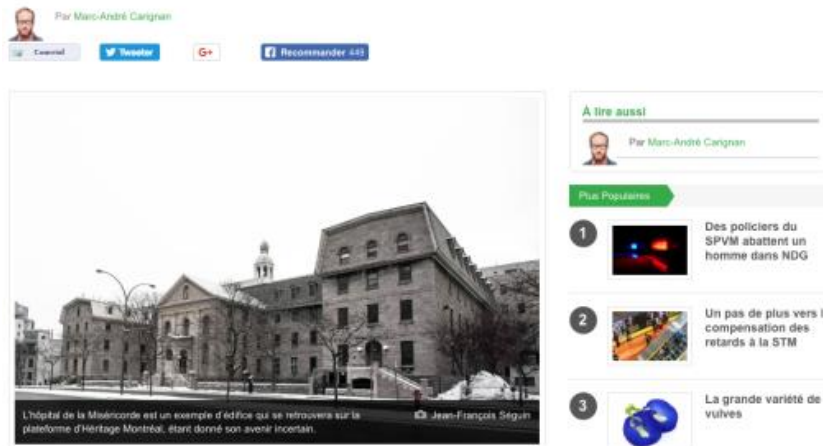 Par Marc-André Carignan
Courriel
Tweeter
G+
Recommander 449
L'hôpital de la Miséricorde est un exemple d'édifice qui se retrouvera sur la
plateforme d'Héritage Montréal, étant donné son avenir incertain.
Jean-François Séguin
À lire aussi
Par Marc-André Carignan
Plus Populaires
1
Des policiers du
SPVM abattent un
homme dans NDG
2
Un pas de plus vers l
compensation des
retards à la STM
3
La grande variété de
vulves